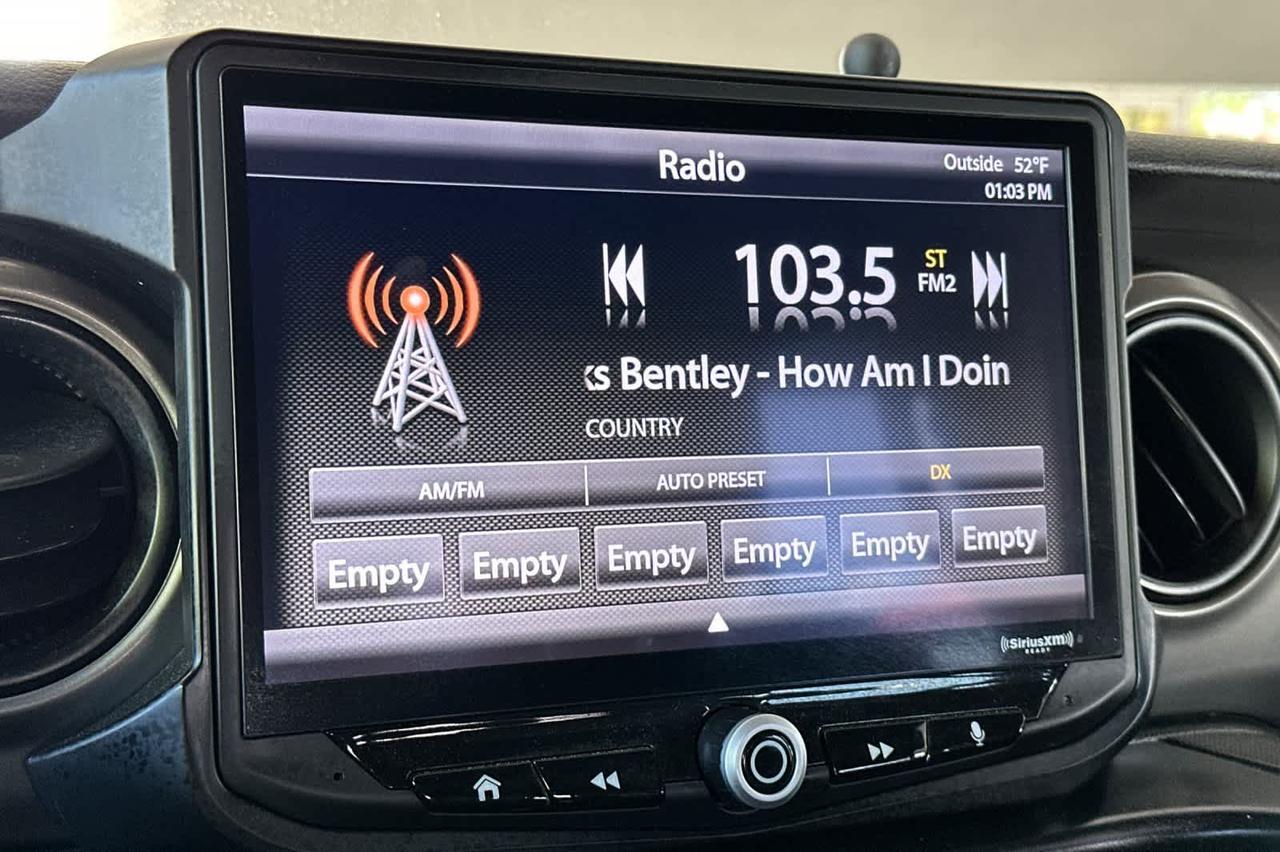 Radio
Outside 52°F
01:03 PM
103.5
ST
FM2
ks Bentley - How Am I Doin
COUNTRY
AM/FM AUTO PRESET DX
Empty Empty Empty Empty Empty Empty
SiriusXM
READY